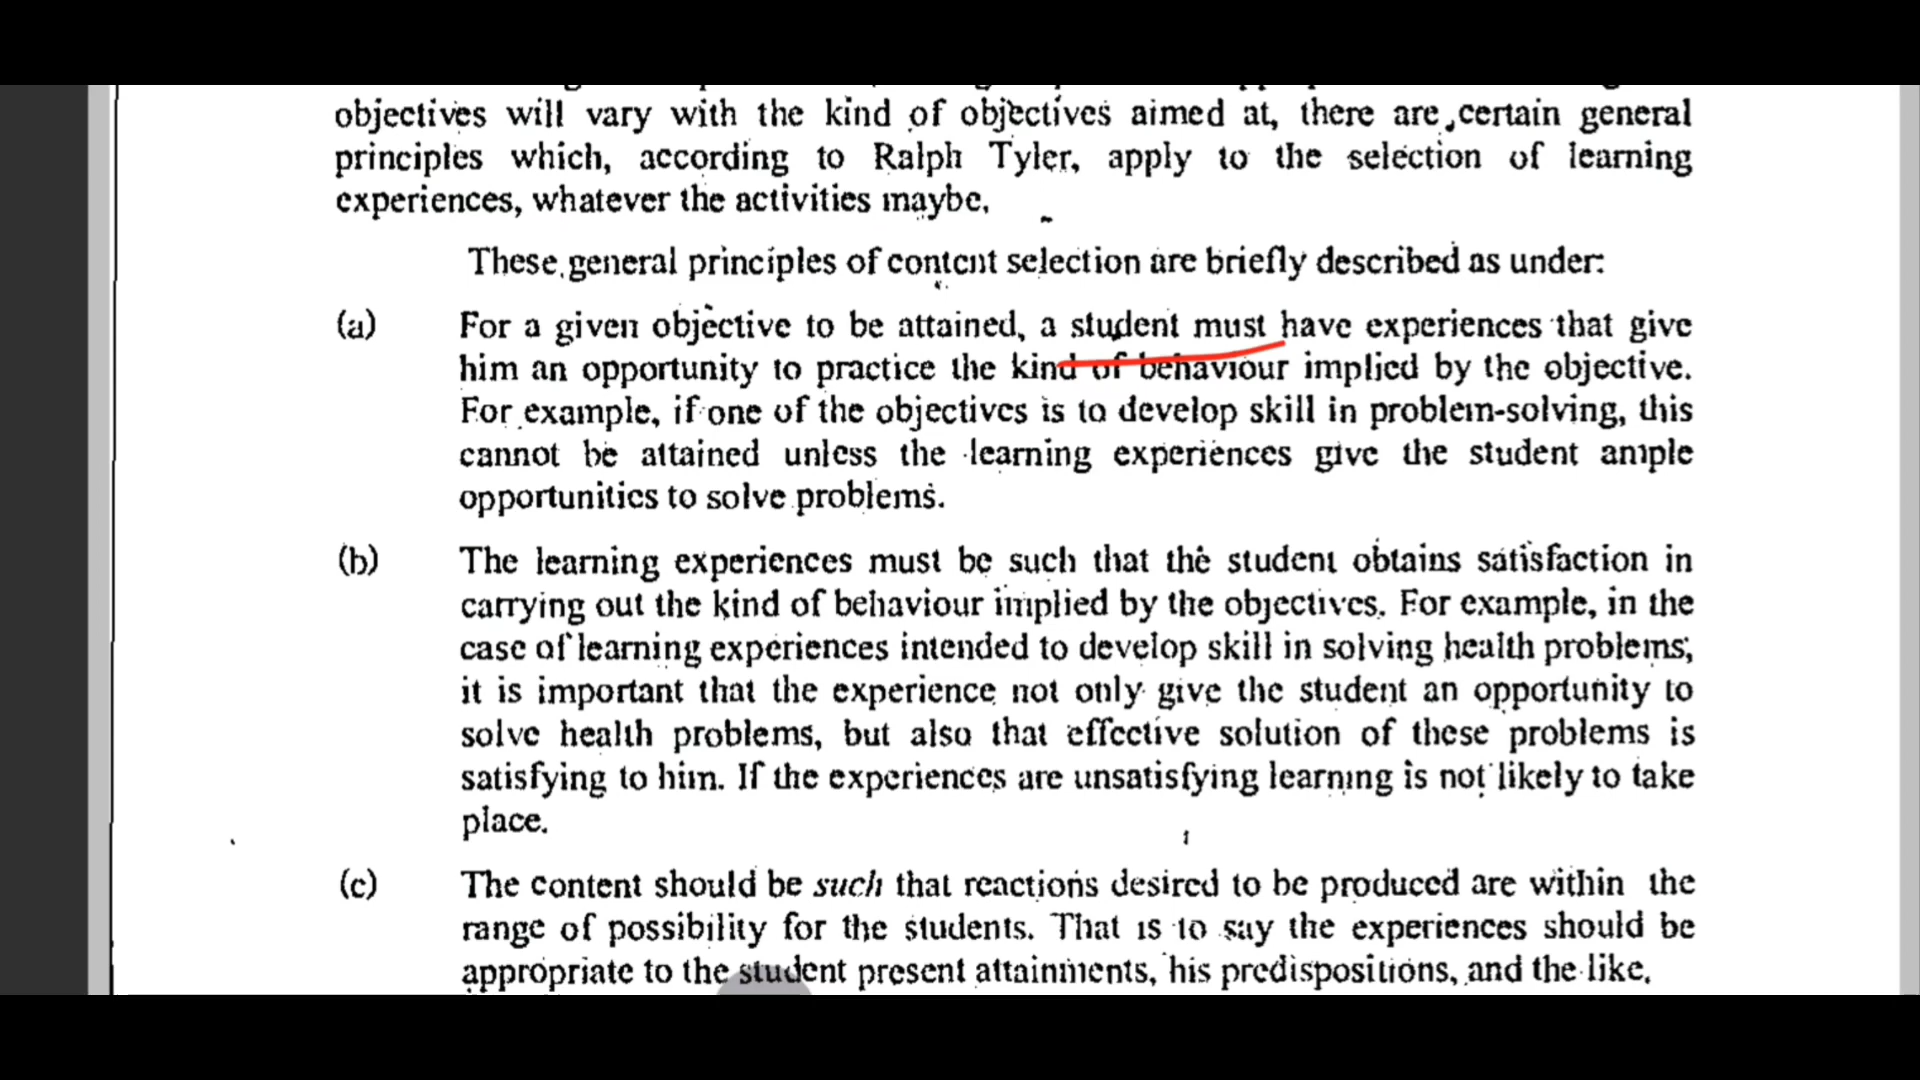 objectives will vary with the kind of objectives aimed at, there are certain general
principles which, according to Ralph Tyler, apply to the selection of learning
experiences, whatever the activities maybe.
These general principles of content selection are briefly described as under:
(a) For a given objective to be attained, a student must have experiences that give
him an opportunity to practice the kind of behaviour implied by the objective.
For example, if one of the objectives is to develop skill in problem-solving, this
cannot be attained unless the learning experiences give the student ample
opportunities to solve problems.
(b) The learning experiences must be such that the student obtains satisfaction in
carrying out the kind of behaviour implied by the objectives. For example, in the
case of learning experiences intended to develop skill in solving health problems,
it is important that the experience not only give the student an opportunity to
solve health problems, but also that effective solution of these problems is
satisfying to him. If the experiences are unsatisfying learning is not likely to take
place.
(c) The content should be such that reactions desired to be produced are within the
range of possibility for the students. That is to say the experiences should be
appropriate to the student present attainments, his predispositions, and the like.